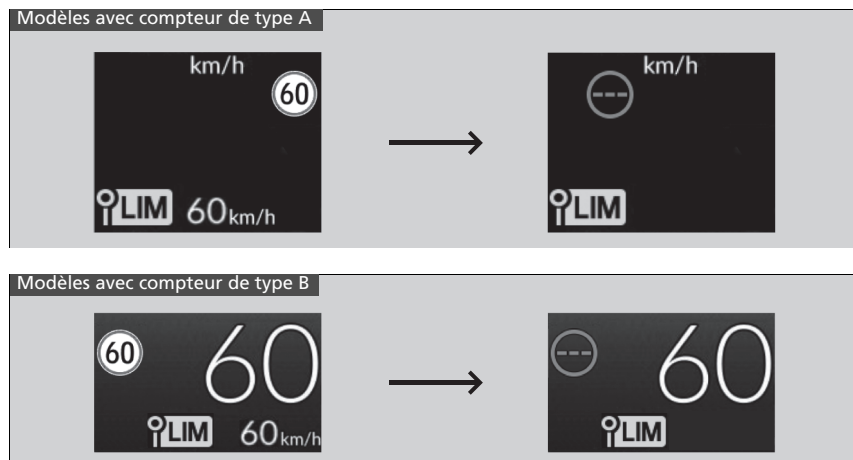 Modèles avec compteur de type A
km/h
km/h
60
---
LIM 60km/h
LIM
Modèles avec compteur de type B
60 60
--- 60
LIM 60km/h
LIM